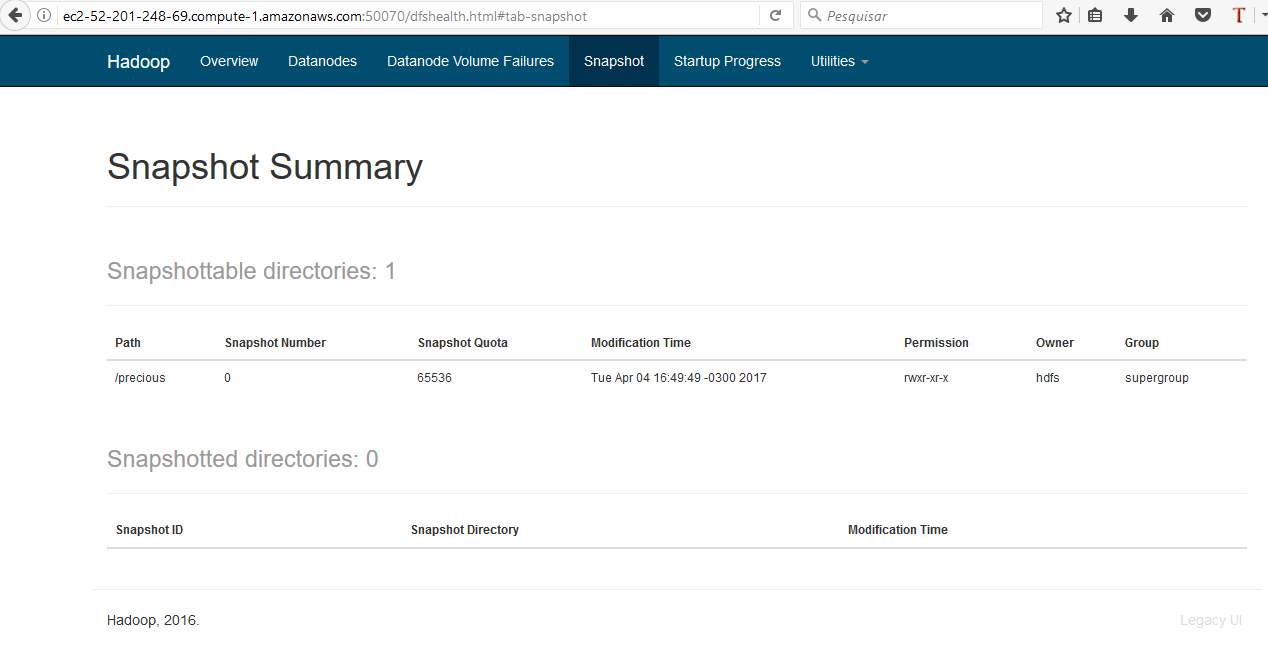 ec2-52-201-248-69.compute-1.amazonaws.com:50070/dfshealth.html#tab-snapshot Pesquisar
Hadoop Overview Datanodes Datanode Volume Failures Snapshot Startup Progress Utilities
Snapshot Summary
Snapshottable directories: 1
Path Snapshot Number Snapshot Quota Modification Time Permission Owner Group
/precious 0 65536 Tue Apr 04 16:49:49 -0300 2017 rwxr-xr-x hdfs supergroup
Snapshotted directories: 0
Snapshot ID Snapshot Directory Modification Time
Hadoop, 2016. Legacy UI